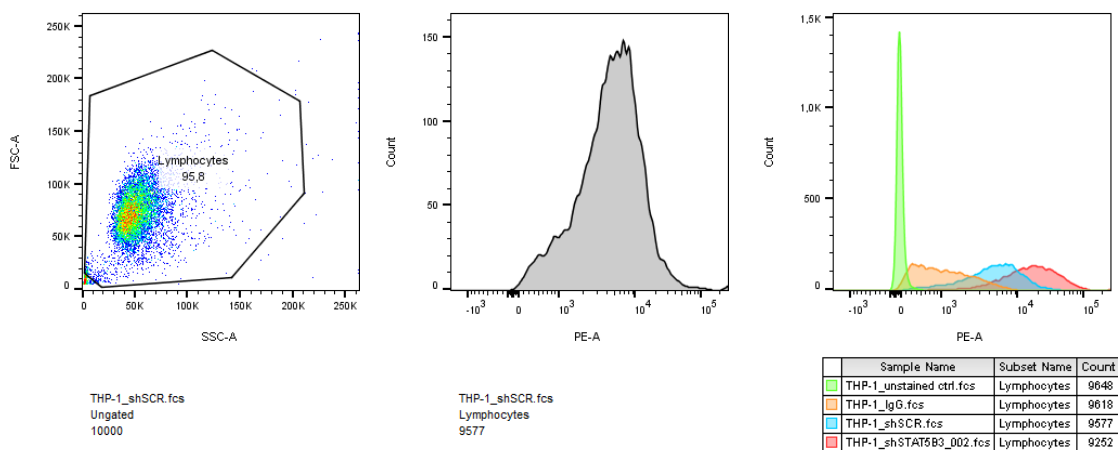 250K
200K
150K
100K
50K
0
FSC-A
Lymphocytes
95,8
0 50K 100K 150K 200K 250K
SSC-A
THP-1_shSCR.fcs
Ungated
10000
150
100
50
0
Count
-10³ 0 10³ 10⁴ 10⁵
PE-A
THP-1_shSCR.fcs
Lymphocytes
9577
1,5K
1,0K
500
0
Count
-10³ 0 10³ 10⁴ 10⁵
PE-A
Sample Name Subset Name Count
THP-1_unstained ctrl.fcs Lymphocytes 9648
THP-1_IgG.fcs Lymphocytes 9618
THP-1_shSCR.fcs Lymphocytes 9577
THP-1_shSTAT5B3_002.fcs Lymphocytes 9252